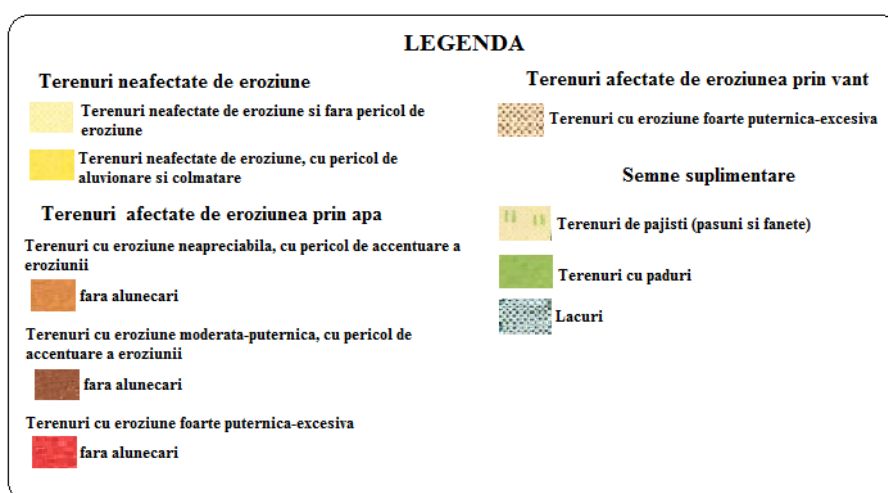 LEGENDA
Terenuri neafectate de eroziune
Terenuri neafectate de eroziune si fara pericol de
eroziune
Terenuri neafectate de eroziune, cu pericol de
aluvionare si colmatare
Terenuri afectate de eroziunea prin apa
Terenuri cu eroziune neapreciabila, cu pericol de accentuare a
eroziunii
fara alunecari
Terenuri cu eroziune moderata-puternica, cu pericol de
accentuare a eroziunii
fara alunecari
Terenuri cu eroziune foarte puternica-excesiva
fara alunecari
Terenuri afectate de eroziunea prin vant
Terenuri cu eroziune foarte puternica-excesiva
Semne suplimentare
Terenuri de pajisti (pasuni si fanete)
Terenuri cu paduri
Lacuri